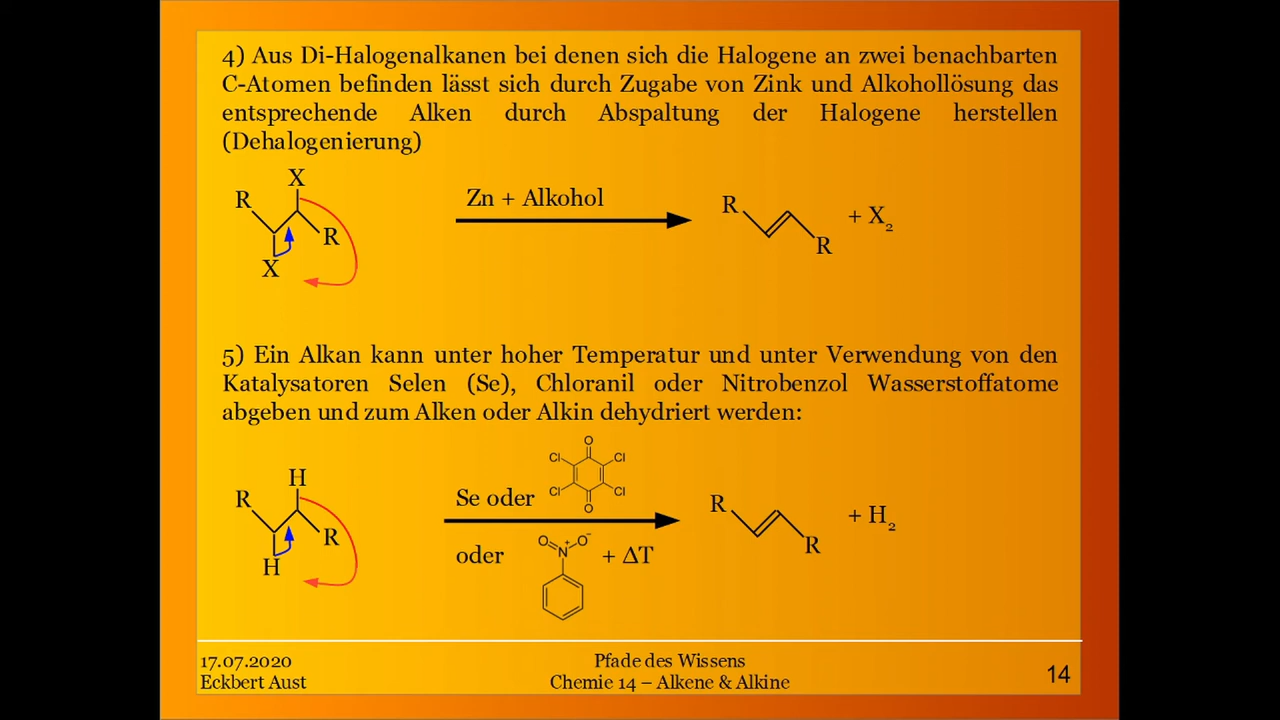 4) Aus Di-Halogenalkanen bei denen sich die Halogene an zwei benachbarten
C-Atomen befinden lässt sich durch Zugabe von Zink und Alkohollösung das
entsprechende Alken durch Abspaltung der Halogene herstellen
(Dehalogenierung)
X
R
R
X
Zn + Alkohol
R
R
+ X₂
5) Ein Alkan kann unter hoher Temperatur und unter Verwendung von den
Katalysatoren Selen (Se), Chloranil oder Nitrobenzol Wasserstoffatome
abgeben und zum Alken oder Alkin dehydriert werden:
H
R
R
H
Se oder
O
Cl Cl
Cl Cl
O
oder
O N⁺ O⁻
+ ΔT
R
R
+ H₂
17.07.2020
Eckbert Aust
Pfade des Wissens
Chemie 14 – Alkene & Alkine
14